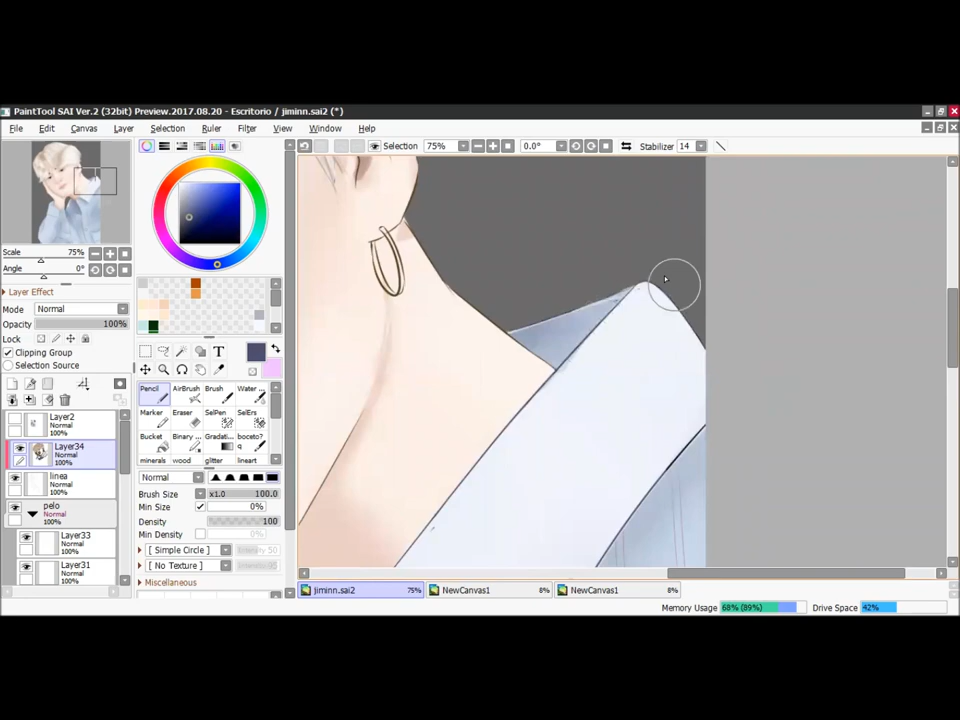 PaintTool SAI Ver.2 (32bit) Preview.2017.08.20 - Escritorio / jiminn.sai2 (*)
File Edit Canvas Layer Selection Ruler Filter View Window Help
Selection 75% 0.0° Stabilizer 14
Scale 75%
Angle 0°
Layer Effect
Mode Normal
Opacity 100%
Lock
Clipping Group
Selection Source
Layer2
Normal
100%
Layer34
Normal
100%
linea
Normal
100%
pelo
Normal
100%
Layer33
Normal
100%
Layer31
Normal
100%
T
Pencil AirBrush Brush Water
Marker Eraser SelPen SelErs
Bucket Binary Gradati boceto?
q
minerals wood glitter lineart
Normal
Brush Size x1.0 100.0
Min Size 0%
Density 100
Min Density 0%
[ Simple Circle ] Intensity 50
[ No Texture ]
Miscellaneous
jiminn.sai2 75% NewCanvas1 8% NewCanvas1 8%
Memory Usage 68% (89%) Drive Space 42%